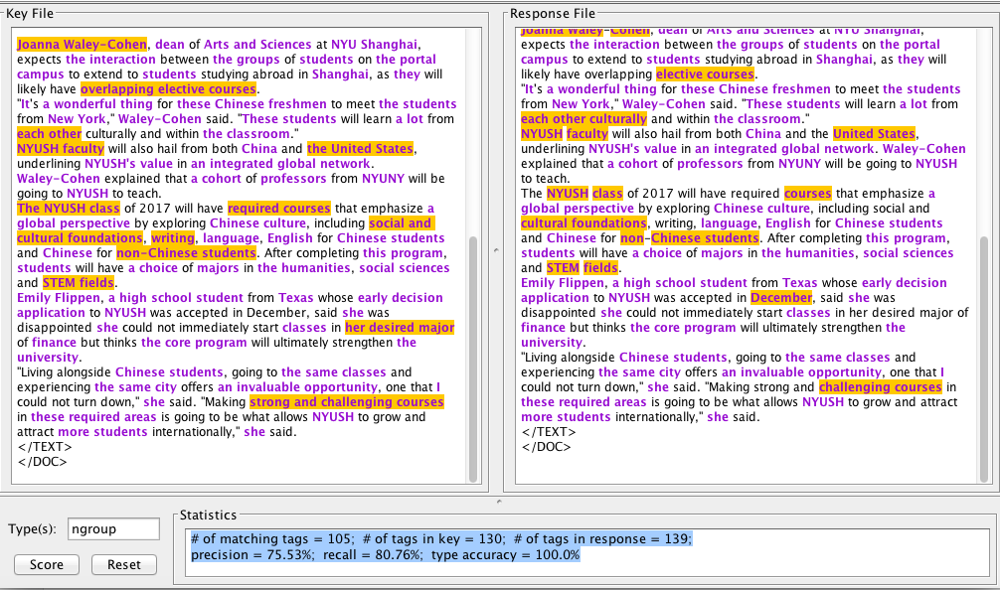 Key File
Joanna Waley-Cohen, dean of Arts and Sciences at NYU Shanghai,
expects the interaction between the groups of students on the portal
campus to extend to students studying abroad in Shanghai, as they will
likely have overlapping elective courses.
"It's a wonderful thing for these Chinese freshmen to meet the students
from New York," Waley-Cohen said. "These students will learn a lot from
each other culturally and within the classroom."
NYUSH faculty will also hail from both China and the United States,
underlining NYUSH's value in an integrated global network.
Waley-Cohen explained that a cohort of professors from NYUNY will be
going to NYUSH to teach.
The NYUSH class of 2017 will have required courses that emphasize a
global perspective by exploring Chinese culture, including social and
cultural foundations, writing, language, English for Chinese students
and Chinese for non-Chinese students. After completing this program,
students will have a choice of majors in the humanities, social sciences
and STEM fields.
Emily Flippen, a high school student from Texas whose early decision
application to NYUSH was accepted in December, said she was
disappointed she could not immediately start classes in her desired major
of finance but thinks the core program will ultimately strengthen the
university.
"Living alongside Chinese students, going to the same classes and
experiencing the same city offers an invaluable opportunity, one that I
could not turn down," she said. "Making strong and challenging courses
in these required areas is going to be what allows NYUSH to grow and
attract more students internationally," she said.
</TEXT>
</DOC>
Response File
Joanna Waley-Cohen, dean of Arts and Sciences at NYU Shanghai,
expects the interaction between the groups of students on the portal
campus to extend to students studying abroad in Shanghai, as they will
likely have overlapping elective courses.
"It's a wonderful thing for these Chinese freshmen to meet the students
from New York," Waley-Cohen said. "These students will learn a lot from
each other culturally and within the classroom."
NYUSH faculty will also hail from both China and the United States,
underlining NYUSH's value in an integrated global network. Waley-Cohen
explained that a cohort of professors from NYUNY will be going to NYUSH
to teach.
The NYUSH class of 2017 will have required courses that emphasize a
global perspective by exploring Chinese culture, including social and
cultural foundations, writing, language, English for Chinese students
and Chinese for non-Chinese students. After completing this program,
students will have a choice of majors in the humanities, social sciences
and STEM fields.
Emily Flippen, a high school student from Texas whose early decision
application to NYUSH was accepted in December, said she was
disappointed she could not immediately start classes in her desired major of
finance but thinks the core program will ultimately strengthen the
university.
"Living alongside Chinese students, going to the same classes and
experiencing the same city offers an invaluable opportunity, one that I
could not turn down," she said. "Making strong and challenging courses in
these required areas is going to be what allows NYUSH to grow and attract
more students internationally," she said.
</TEXT>
</DOC>
Type(s): ngroup
Score Reset
Statistics
# of matching tags = 105; # of tags in key = 130; # of tags in response = 139;
precision = 75.53%; recall = 80.76%; type accuracy = 100.0%